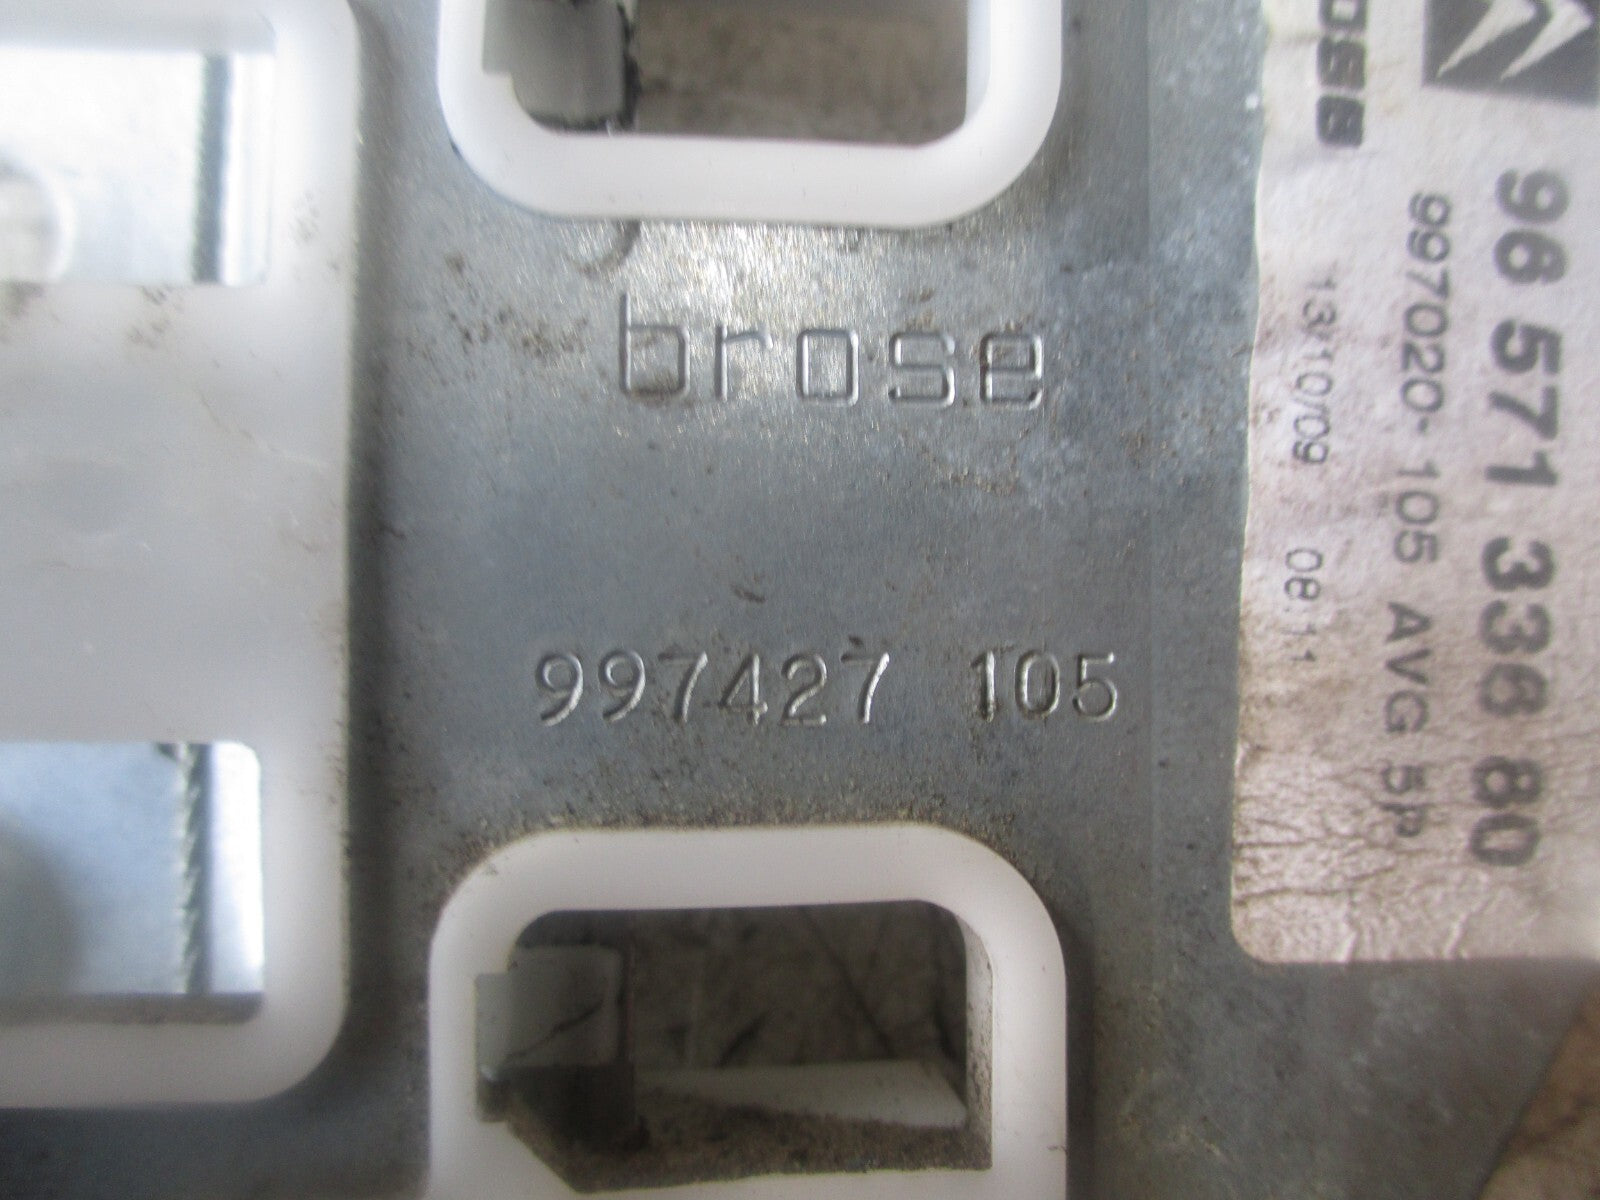 brose
997427 105
96 571 336 80
997020-105 AVG 5P
13/10/09 08:11